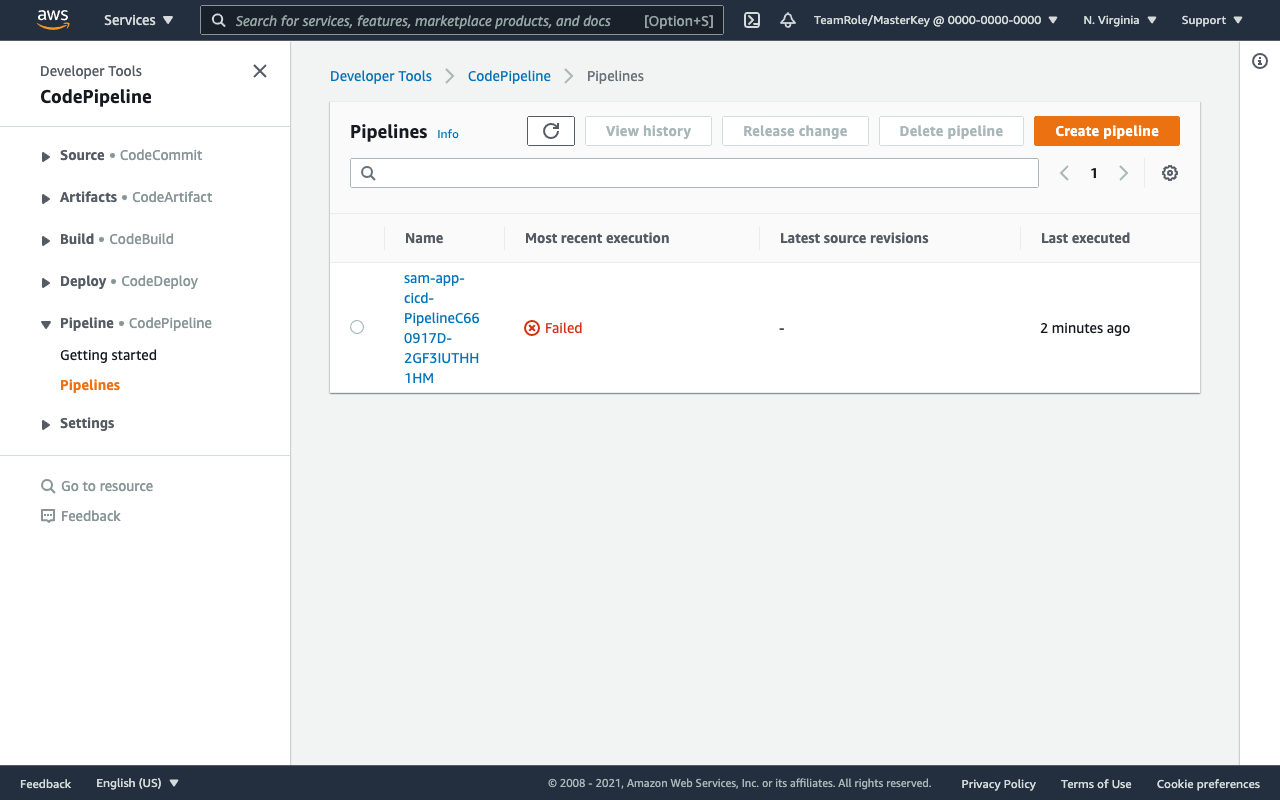 aws
Services
Search for services, features, marketplace products, and docs [Option+S]
TeamRole/MasterKey @ 0000-0000-0000
N. Virginia
Support
Developer Tools
CodePipeline
Source • CodeCommit
Artifacts • CodeArtifact
Build • CodeBuild
Deploy • CodeDeploy
Pipeline • CodePipeline
Getting started
Pipelines
Settings
Go to resource
Feedback
Developer Tools
CodePipeline
Pipelines
Pipelines Info
View history
Release change
Delete pipeline
Create pipeline
1
Name
Most recent execution
Latest source revisions
Last executed
sam-app-
cicd-
PipelineC66
0917D-
2GF3IUTHH
1HM
Failed
-
2 minutes ago
Feedback
English (US)
© 2008 - 2021, Amazon Web Services, Inc. or its affiliates. All rights reserved.
Privacy Policy
Terms of Use
Cookie preferences